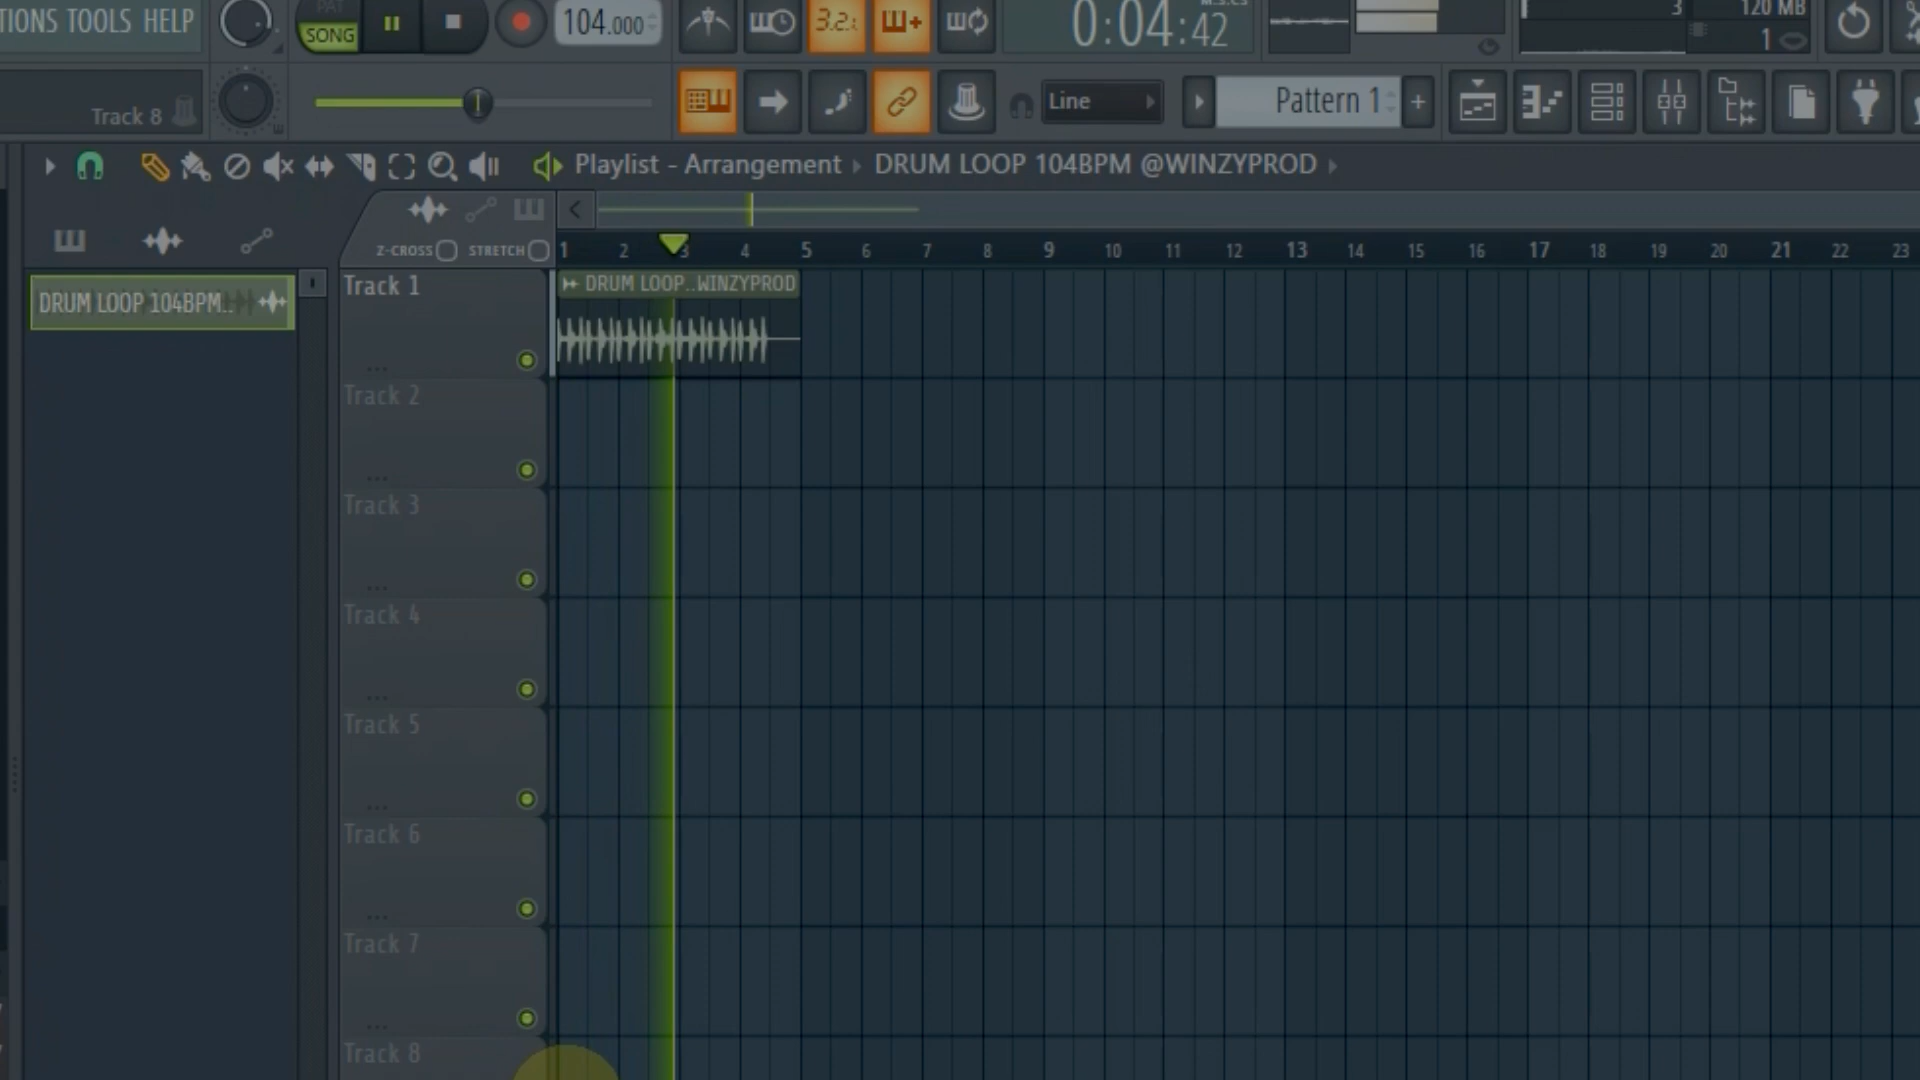 TIONS TOOLS HELP
PAT
SONG
104.000
3.2.
0:04:42
M:S:CS
3
120 MB
1
Track 8
Line
Pattern 1
Playlist - Arrangement
DRUM LOOP 104BPM @WINZYPROD
Z-CROSS
STRETCH
1 2 3 4 5 6 7 8 9 10 11 12 13 14 15 16 17 18 19 20 21 22 23
DRUM LOOP 104BPM..
Track 1
DRUM LOOP..WINZYPROD
Track 2
Track 3
Track 4
Track 5
Track 6
Track 7
Track 8